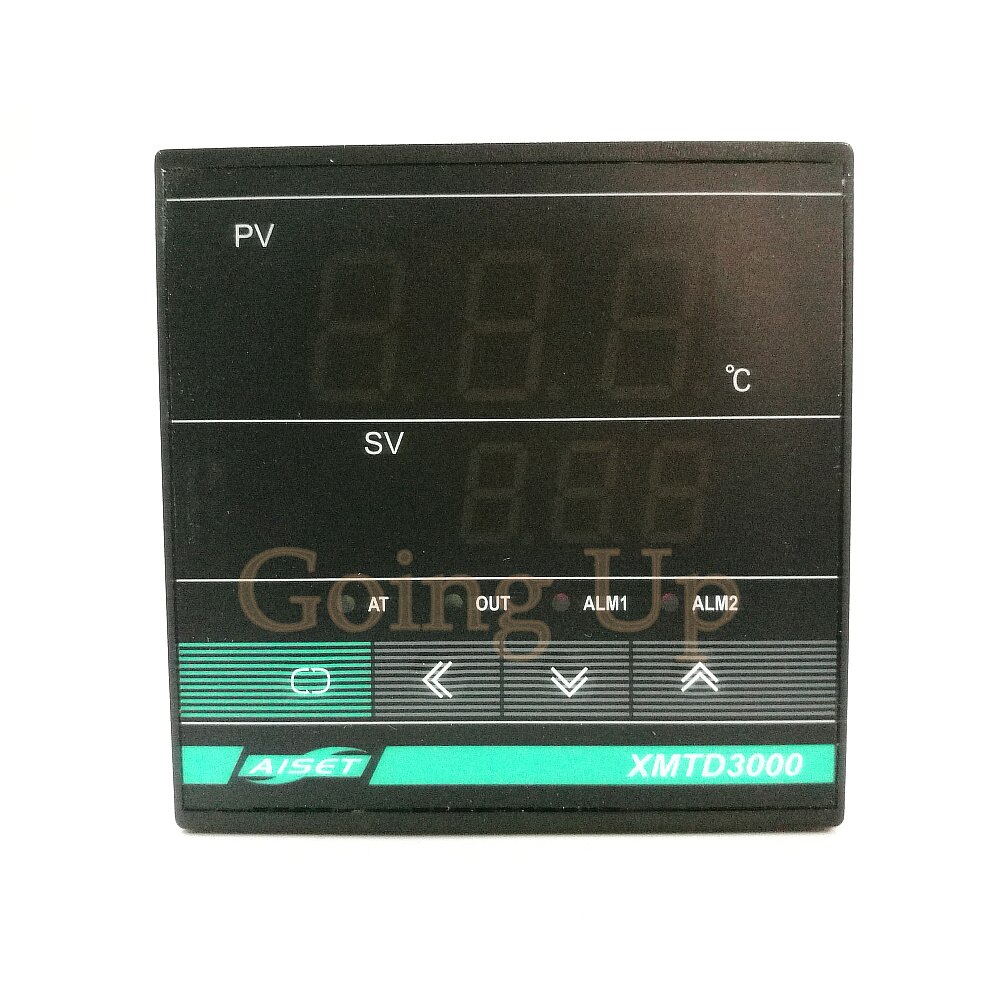 PV
℃
SV
Going Up
AT OUT ALM1 ALM2
AISET XMTD3000